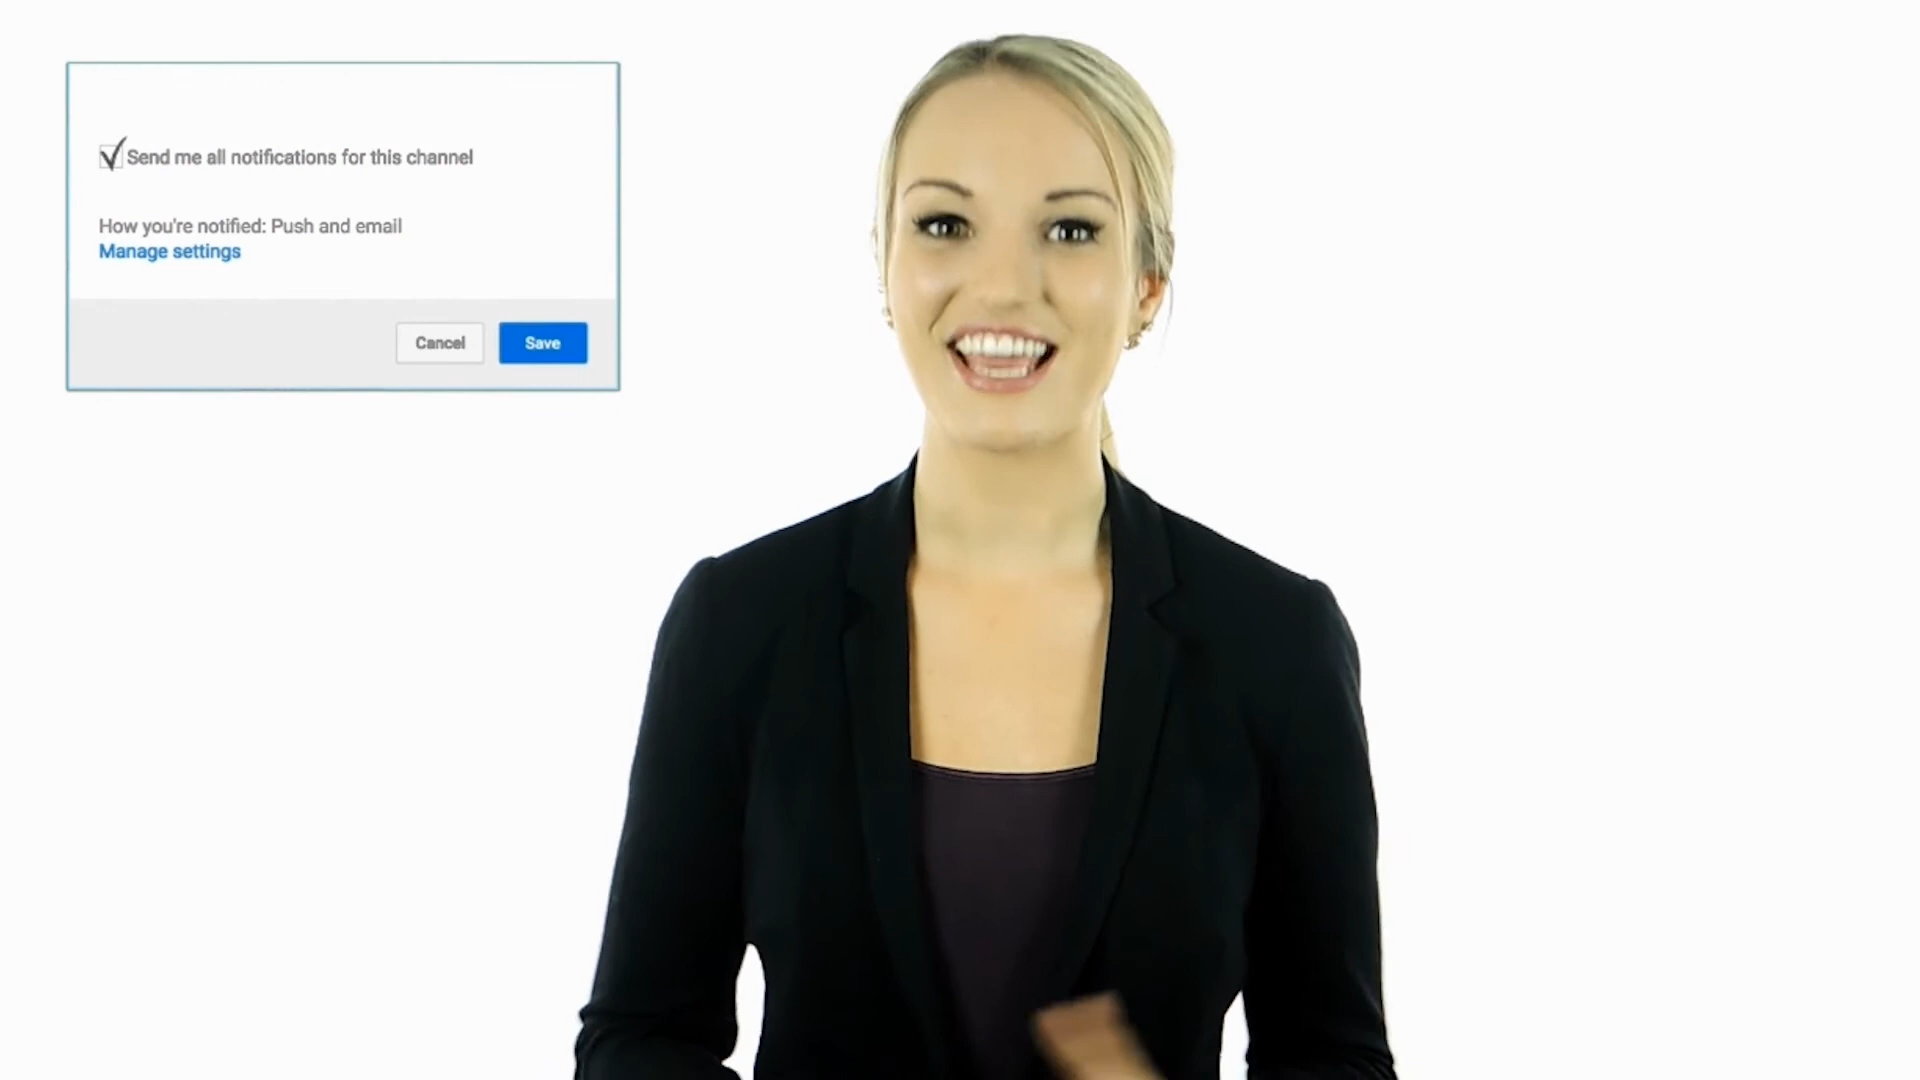 Send me all notifications for this channel
How you're notified: Push and email
Manage settings
Cancel Save